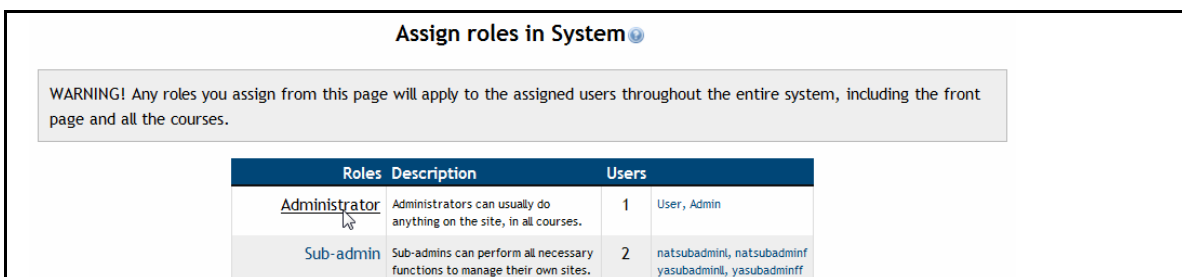 Assign roles in System
WARNING! Any roles you assign from this page will apply to the assigned users throughout the entire system, including the front
page and all the courses.
Roles Description Users
Administrator Administrators can usually do 1 User, Admin
anything on the site, in all courses.
Sub-admin Sub-admins can perform all necessary 2 natsubadminl, natsubadminf
functions to manage their own sites. yasubadminll, yasubadminff